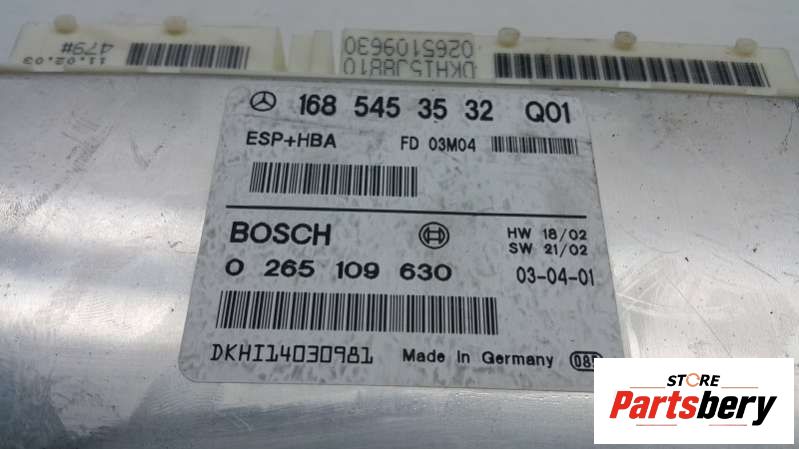 11.02.03
479#
DKH15J8810
0265109630
168 545 35 32 Q01
ESP+HBA FD 03M04
BOSCH HW 18/02
SW 21/02
0 265 109 630 03-04-01
DKHI14030981 Made in Germany
STORE
Partsbery